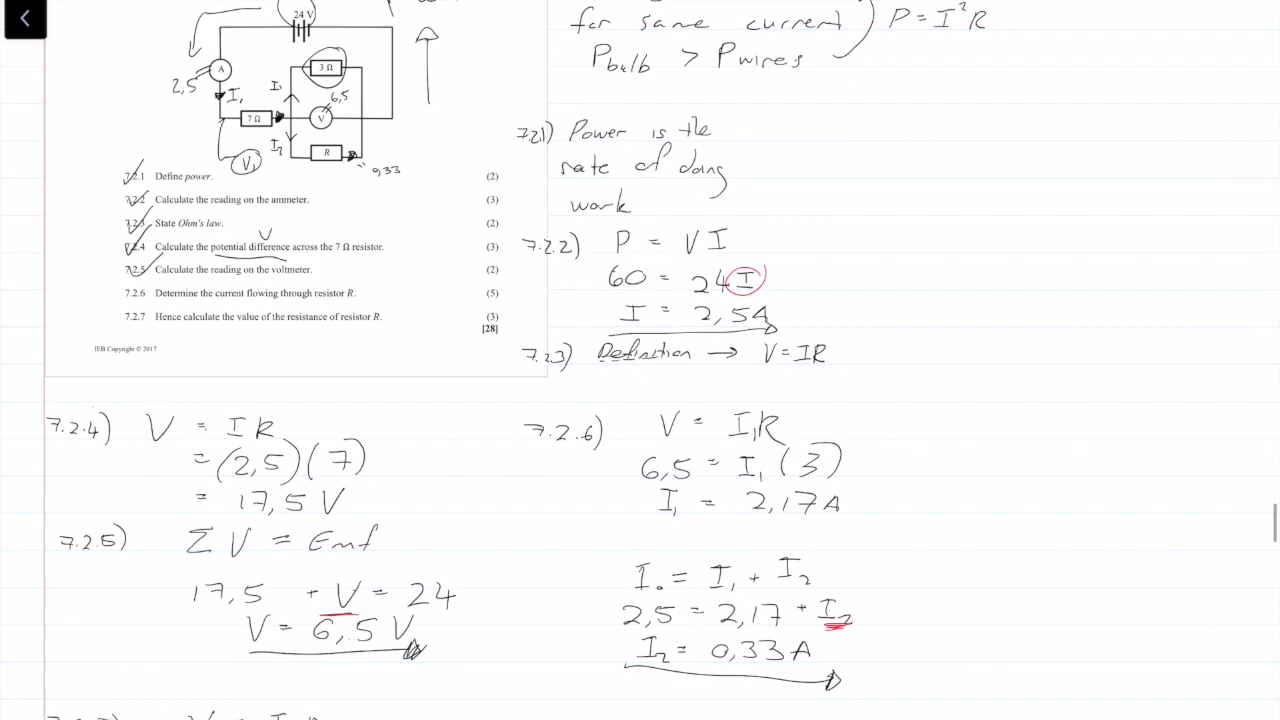 for same current
P = I²R
P bulb > P wires
24 V
A
2,5
I,
3 Ω
I,
6,5
7 Ω
V
I₂
R
V₁
0,33
7.2.1 Define power. (2)
7.2.2 Calculate the reading on the ammeter. (3)
7.2.3 State Ohm's law. (2)
V
7.2.4 Calculate the potential difference across the 7 Ω resistor. (3)
7.2.5 Calculate the reading on the voltmeter. (2)
7.2.6 Determine the current flowing through resistor R. (5)
7.2.7 Hence calculate the value of the resistance of resistor R. (3)
[28]
IEB Copyright © 2017
7.2.1) Power is the
rate of doing
work
7.2.2) P = V I
60 = 24 I
I = 2,5A
7.2.3) Definition → V = IR
7.2.4) V = I R
= (2,5)(7)
= 17,5 V
7.2.5) Σ V = Emf
17,5 + V = 24
V = 6,5 V
7.2.6) V = I₁R
6,5 = I₁ (3)
I₁ = 2,17A
I₀ = I₁ + I₂
2,5 = 2,17 + I₂
I₂ = 0,33A